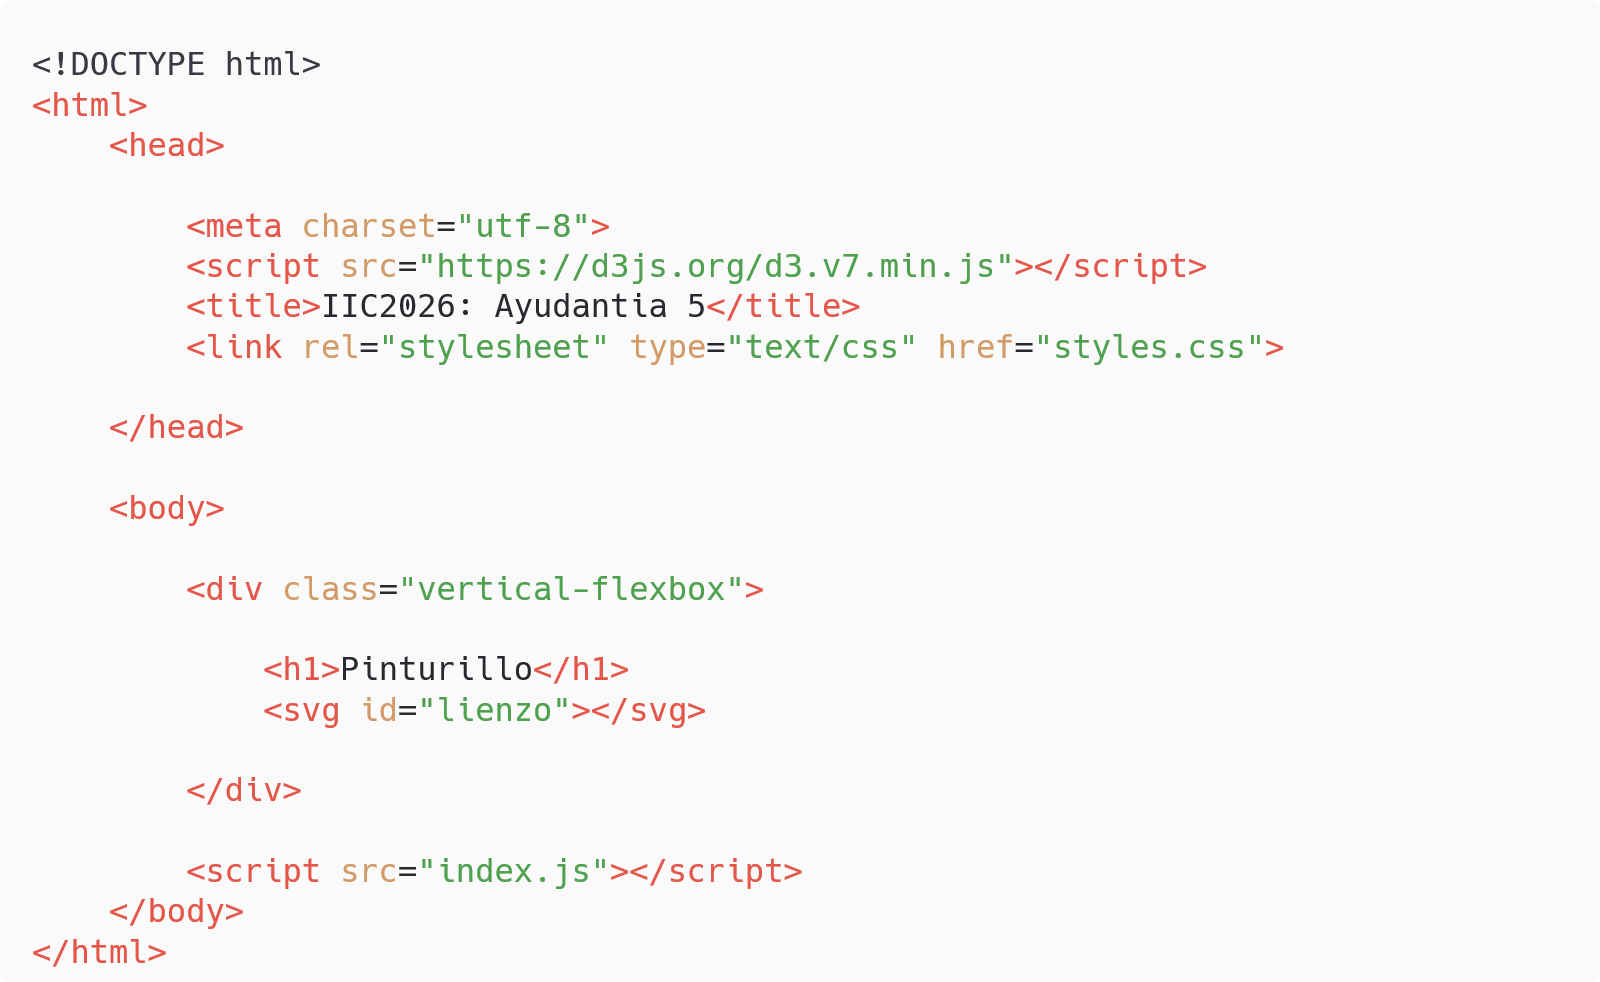 <!DOCTYPE html>
<html>
    <head>

        <meta charset="utf-8">
        <script src="https://d3js.org/d3.v7.min.js"></script>
        <title>IIC2026: Ayudantia 5</title>
        <link rel="stylesheet" type="text/css" href="styles.css">

    </head>

    <body>

        <div class="vertical-flexbox">

            <h1>Pinturillo</h1>
            <svg id="lienzo"></svg>

        </div>

        <script src="index.js"></script>
    </body>
</html>